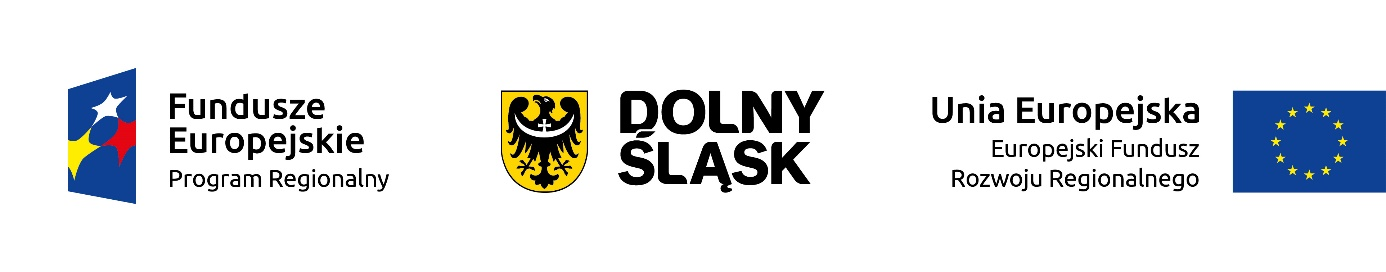 Fundusze
Europejskie
Program Regionalny
DOLNY
ŚLĄSK
Unia Europejska
Europejski Fundusz
Rozwoju Regionalnego